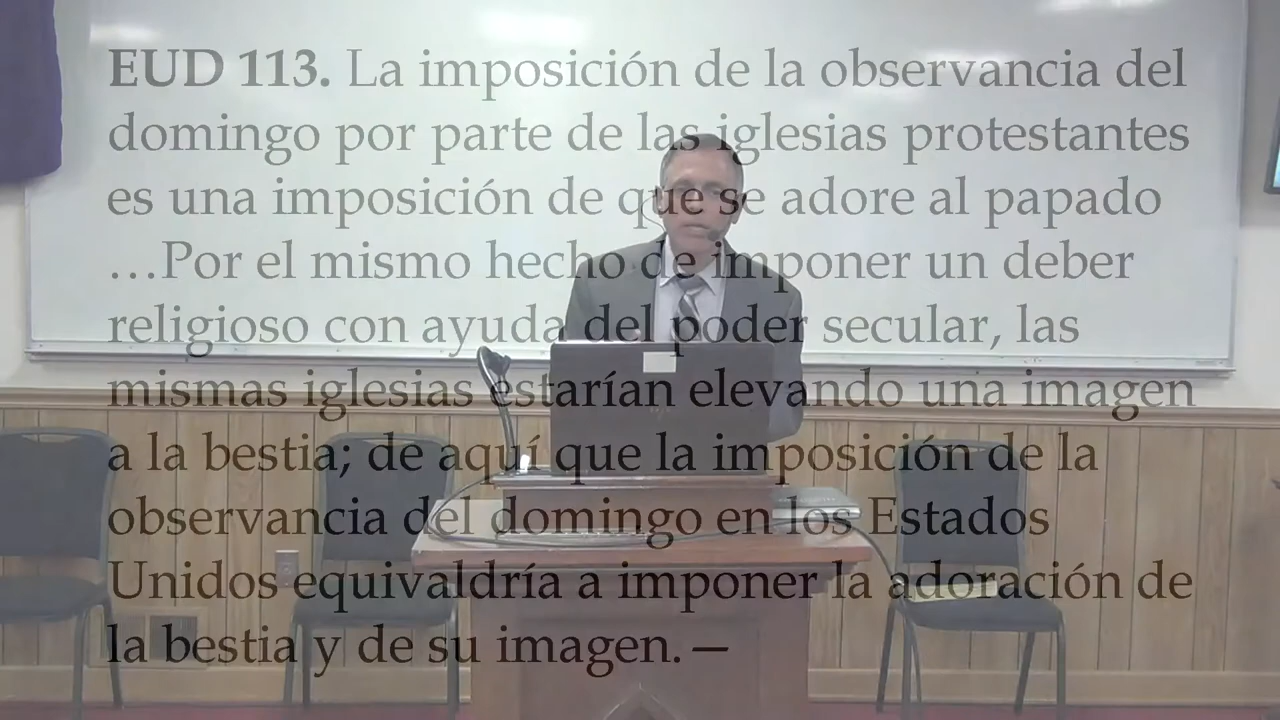 EUD 113. La imposición de la observancia del
domingo por parte de las iglesias protestantes
es una imposición de que se adore al papado
…Por el mismo hecho de imponer un deber
religioso con ayuda del poder secular, las
mismas iglesias estarían elevando una imagen
a la bestia; de aquí que la imposición de la
observancia del domingo en los Estados
Unidos equivaldría a imponer la adoración de
la bestia y de su imagen.—